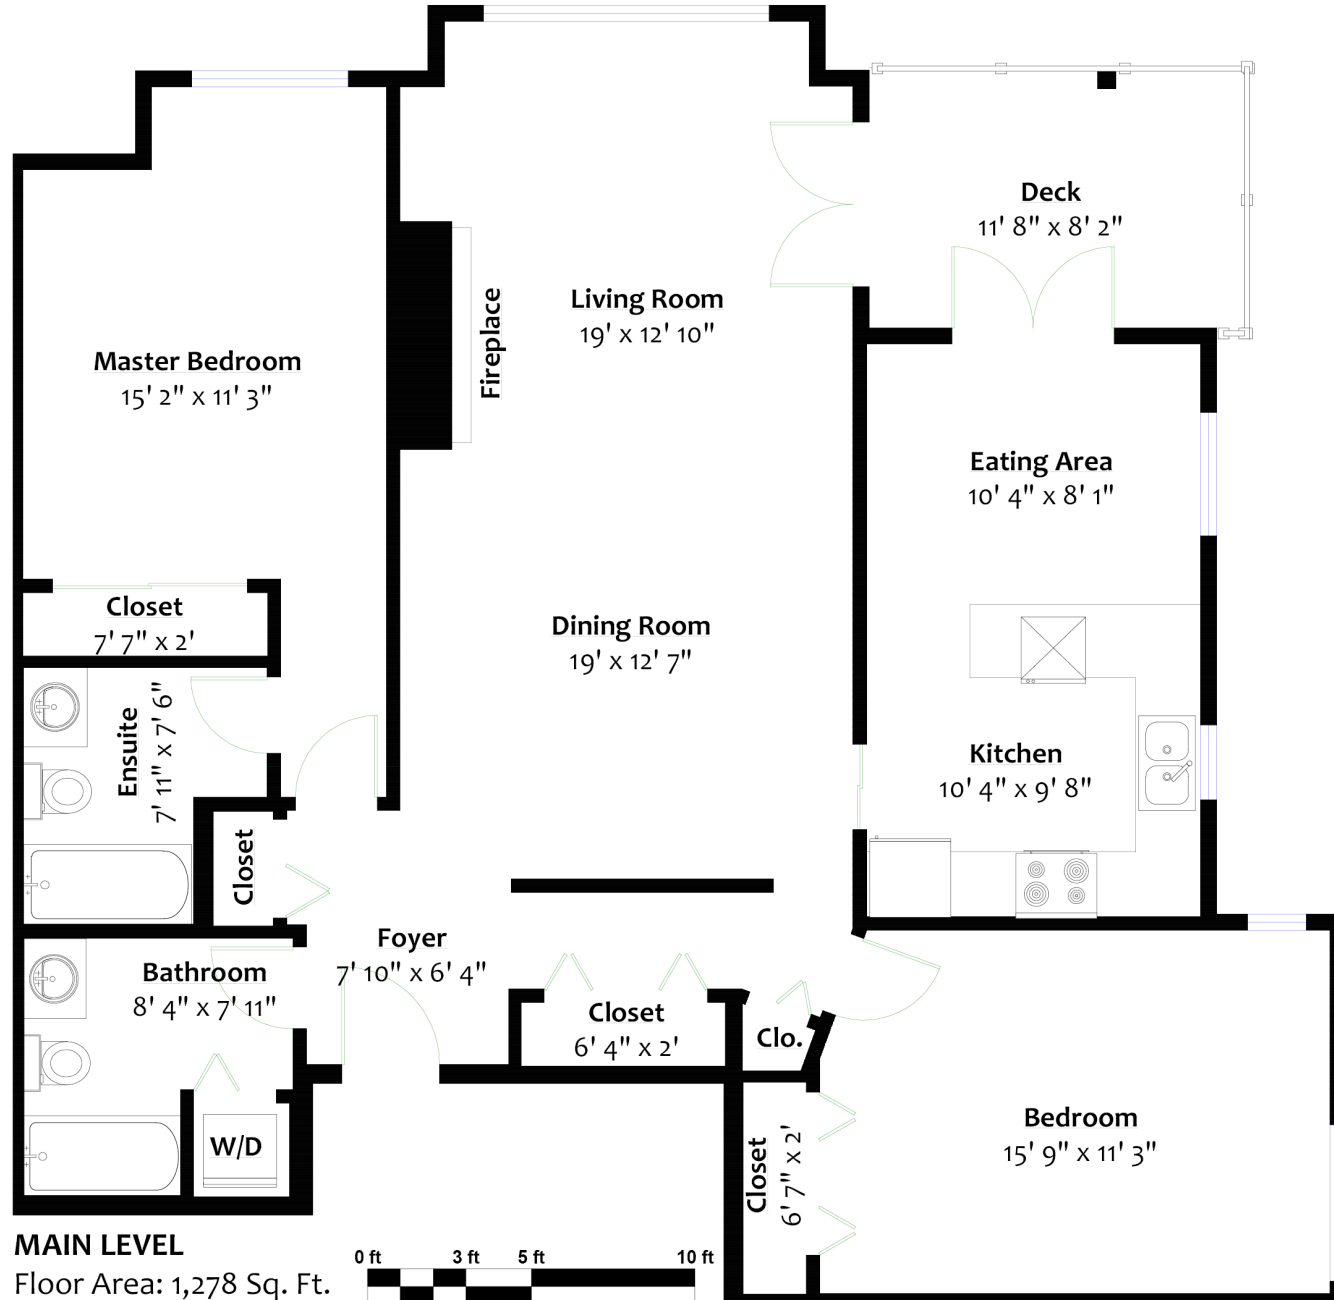 Deck
11' 8" x 8' 2"
Living Room
19' x 12' 10"
Fireplace
Master Bedroom
15' 2" x 11' 3"
Eating Area
10' 4" x 8' 1"
Closet
7' 7" x 2'
Dining Room
19' x 12' 7"
Ensuite
7' 11" x 7' 6"
Kitchen
10' 4" x 9' 8"
Closet
Foyer
7' 10" x 6' 4"
Bathroom
8' 4" x 7' 11"
Closet
6' 4" x 2'
Clo.
W/D
Closet
6' 7" x 2'
Bedroom
15' 9" x 11' 3"
MAIN LEVEL
Floor Area: 1,278 Sq. Ft.
0 ft 3 ft 5 ft 10 ft